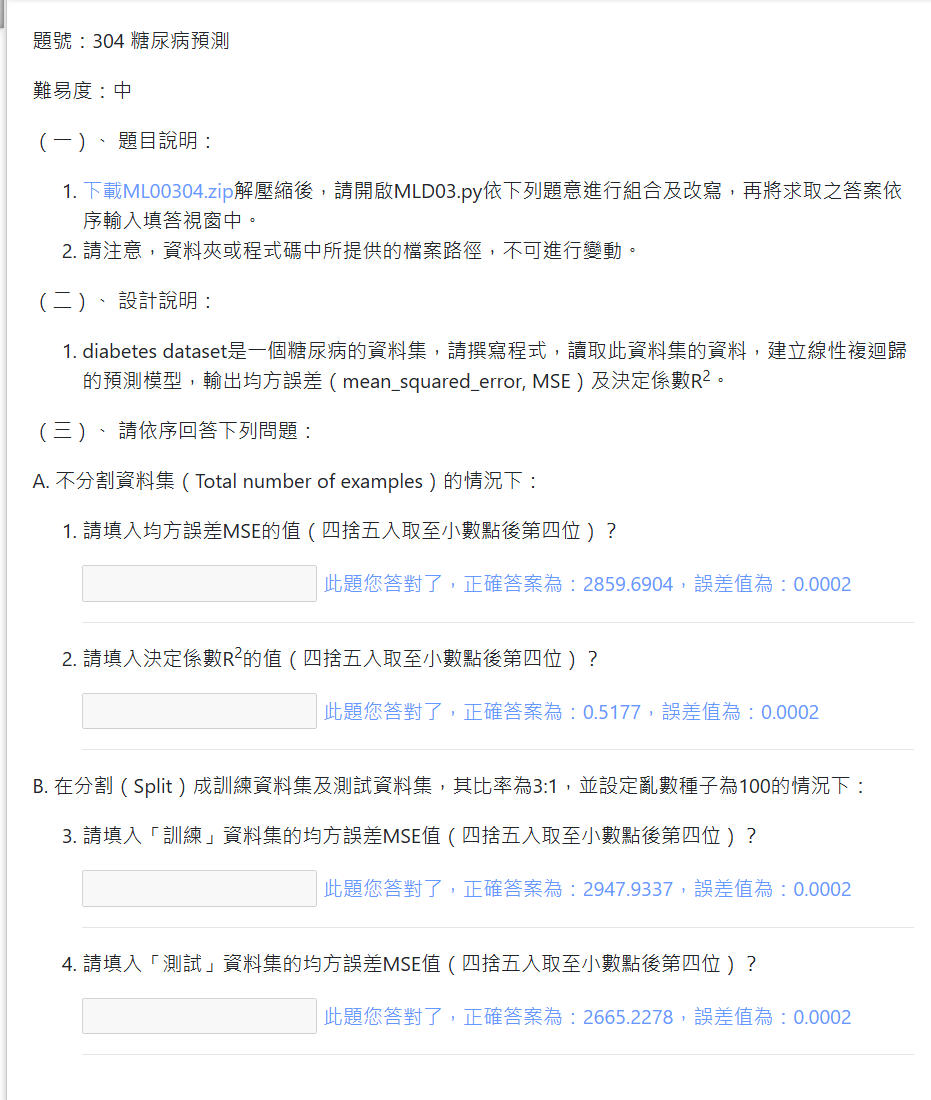 題號：304 糖尿病預測
難易度：中
（一）、 題目說明：
1. 下載ML00304.zip解壓縮後，請開啟MLD03.py依下列題意進行組合及改寫，再將求取之答案依
序輸入填答視窗中。
2. 請注意，資料夾或程式碼中所提供的檔案路徑，不可進行變動。
（二）、 設計說明：
1. diabetes dataset是一個糖尿病的資料集，請撰寫程式，讀取此資料集的資料，建立線性複迴歸
的預測模型，輸出均方誤差（mean_squared_error, MSE）及決定係數R²。
（三）、 請依序回答下列問題：
A. 不分割資料集（Total number of examples）的情況下：
1. 請填入均方誤差MSE的值（四捨五入取至小數點後第四位）？
此題您答對了，正確答案為：2859.6904，誤差值為：0.0002
2. 請填入決定係數R²的值（四捨五入取至小數點後第四位）？
此題您答對了，正確答案為：0.5177，誤差值為：0.0002
B. 在分割（Split）成訓練資料集及測試資料集，其比率為3:1，並設定亂數種子為100的情況下：
3. 請填入「訓練」資料集的均方誤差MSE值（四捨五入取至小數點後第四位）？
此題您答對了，正確答案為：2947.9337，誤差值為：0.0002
4. 請填入「測試」資料集的均方誤差MSE值（四捨五入取至小數點後第四位）？
此題您答對了，正確答案為：2665.2278，誤差值為：0.0002